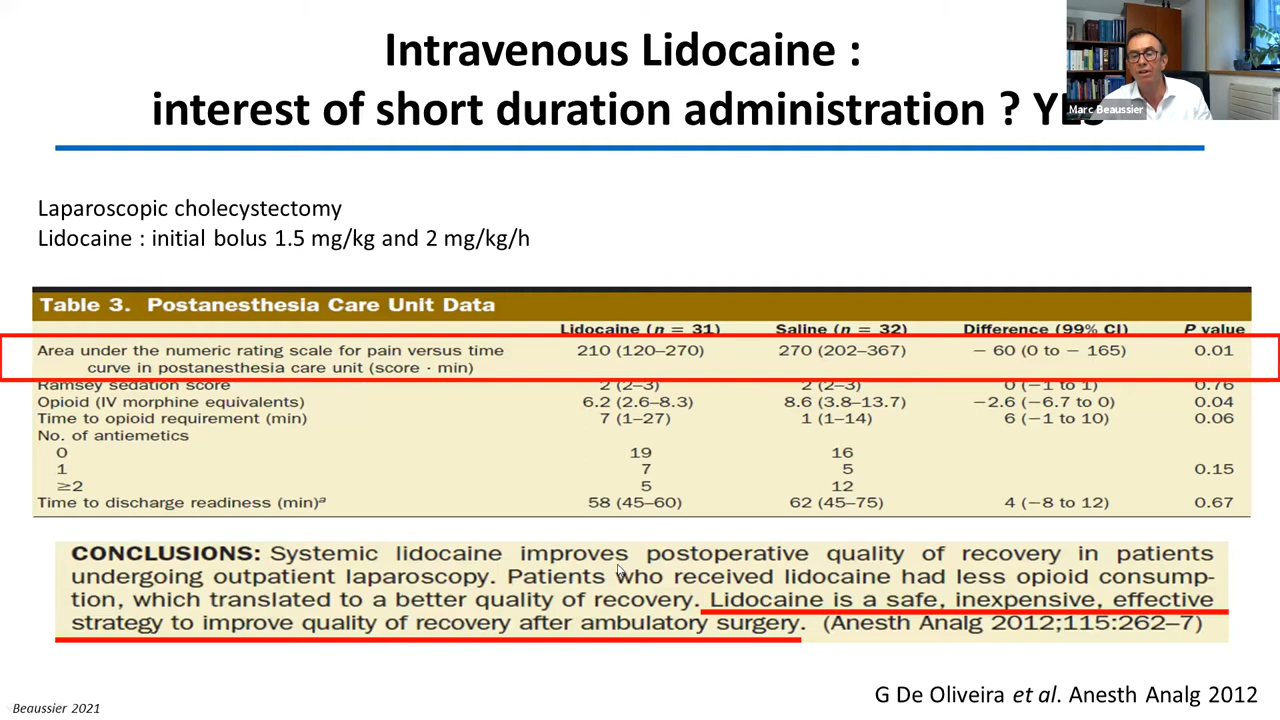 Intravenous Lidocaine :
interest of short duration administration ? YES
Marc Beaussier
Laparoscopic cholecystectomy
Lidocaine : initial bolus 1.5 mg/kg and 2 mg/kg/h
Table 3. Postanesthesia Care Unit Data
Lidocaine (n = 31) Saline (n = 32) Difference (99% CI) P value
Area under the numeric rating scale for pain versus time
curve in postanesthesia care unit (score · min) 210 (120–270) 270 (202–367) − 60 (0 to − 165) 0.01
Ramsey sedation score 2 (2–3) 2 (2–3) 0 (−1 to 1) 0.76
Opioid (IV morphine equivalents) 6.2 (2.6–8.3) 8.6 (3.8–13.7) −2.6 (−6.7 to 0) 0.04
Time to opioid requirement (min) 7 (1–27) 1 (1–14) 6 (−1 to 10) 0.06
No. of antiemetics
0 19 16
1 7 5 0.15
≥2 5 12
Time to discharge readiness (min)ᵃ 58 (45–60) 62 (45–75) 4 (−8 to 12) 0.67
CONCLUSIONS: Systemic lidocaine improves postoperative quality of recovery in patients
undergoing outpatient laparoscopy. Patients who received lidocaine had less opioid consump-
tion, which translated to a better quality of recovery. Lidocaine is a safe, inexpensive, effective
strategy to improve quality of recovery after ambulatory surgery. (Anesth Analg 2012;115:262–7)
G De Oliveira et al. Anesth Analg 2012
Beaussier 2021